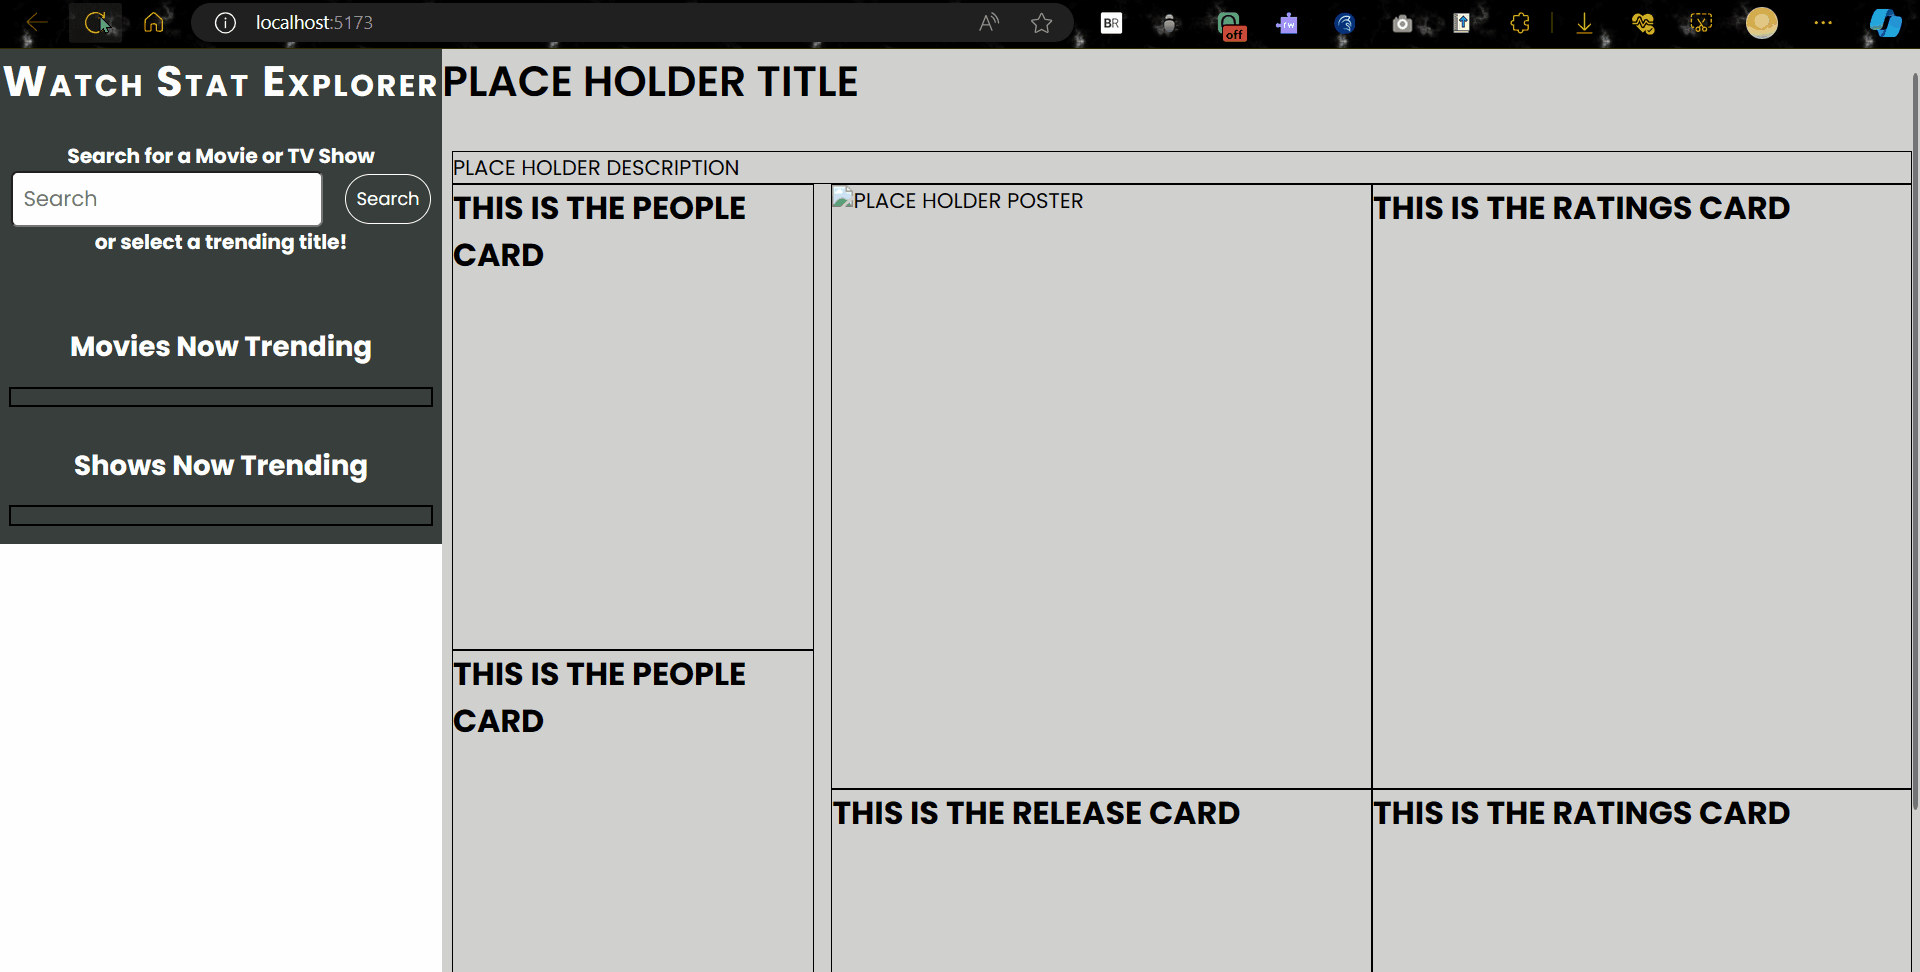 localhost:5173
A
BR
off
rw
WATCH STAT EXPLORER
Search for a Movie or TV Show
Search
Search
or select a trending title!
Movies Now Trending
Shows Now Trending
PLACE HOLDER TITLE
PLACE HOLDER DESCRIPTION
THIS IS THE PEOPLE
CARD
THIS IS THE PEOPLE
CARD
PLACE HOLDER POSTER
THIS IS THE RELEASE CARD
THIS IS THE RATINGS CARD
THIS IS THE RATINGS CARD